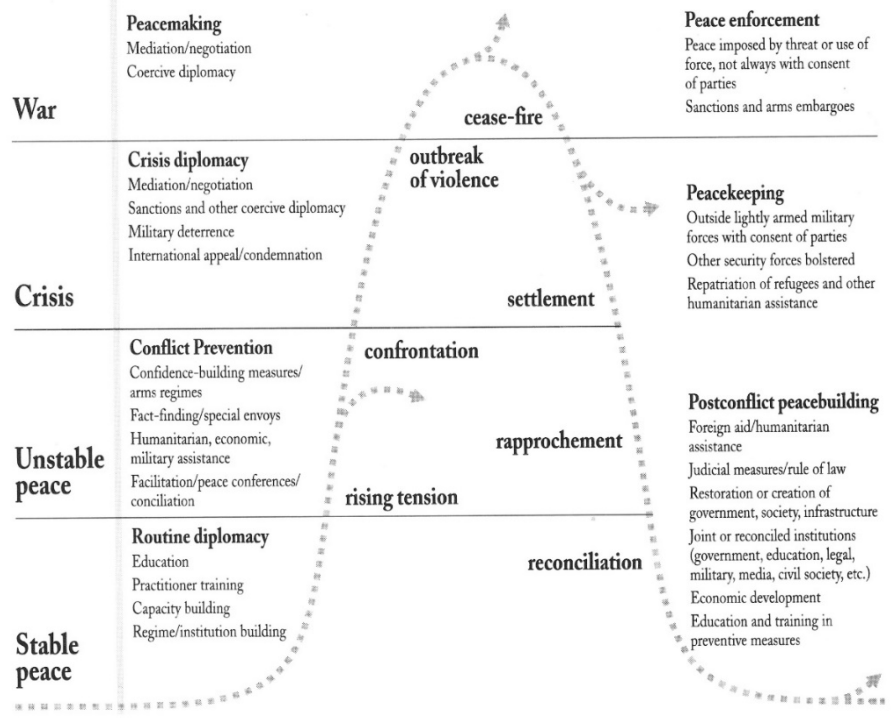 Peacemaking
Mediation/negotiation
Coercive diplomacy
War
Crisis diplomacy
Mediation/negotiation
Sanctions and other coercive diplomacy
Military deterrence
International appeal/condemnation
Crisis
Conflict Prevention
Confidence-building measures/
arms regimes
Fact-finding/special envoys
Humanitarian, economic,
military assistance
Facilitation/peace conferences/
conciliation
Unstable
peace
Routine diplomacy
Education
Practitioner training
Capacity building
Regime/institution building
Stable
peace
cease-fire
outbreak
of violence
settlement
confrontation
rapprochement
rising tension
reconciliation
Peace enforcement
Peace imposed by threat or use of
force, not always with consent
of parties
Sanctions and arms embargoes
Peacekeeping
Outside lightly armed military
forces with consent of parties
Other security forces bolstered
Repatriation of refugees and other
humanitarian assistance
Postconflict peacebuilding
Foreign aid/humanitarian
assistance
Judicial measures/rule of law
Restoration or creation of
government, society, infrastructure
Joint or reconciled institutions
(government, education, legal,
military, media, civil society, etc.)
Economic development
Education and training in
preventive measures